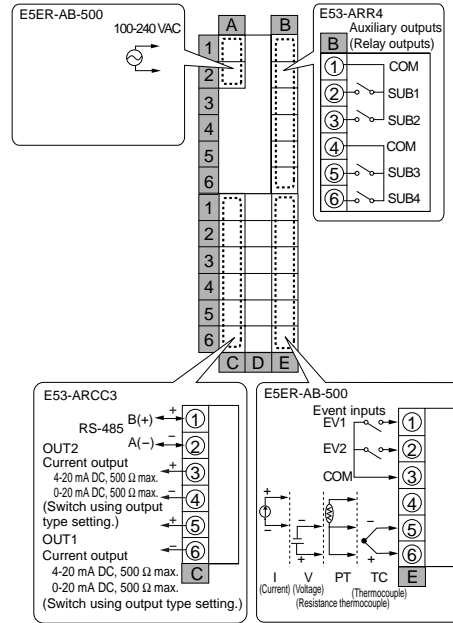 E5ER-AB-500
100-240 VAC
A B
1
2
3
4
5
6
1
2
3
4
5
6
C D E
E53-ARR4
Auxiliary outputs
(Relay outputs)
B
1 COM
2 SUB1
3 SUB2
4 COM
5 SUB3
6 SUB4
E53-ARCC3
RS-485
B(+) + 1
A(−) − 2
OUT2
Current output
4-20 mA DC, 500 Ω max.
0-20 mA DC, 500 Ω max.
(Switch using output
type setting.)
+ 3
− 4
+ 5
− 6
OUT1
Current output
4-20 mA DC, 500 Ω max.
0-20 mA DC, 500 Ω max.
(Switch using output type setting.)
C
E5ER-AB-500
Event inputs
EV1 1
EV2 2
COM 3
4
5
6
+ − − + − +
I V PT TC
(Current) (Voltage) (Thermocouple)
(Resistance thermocouple)
E